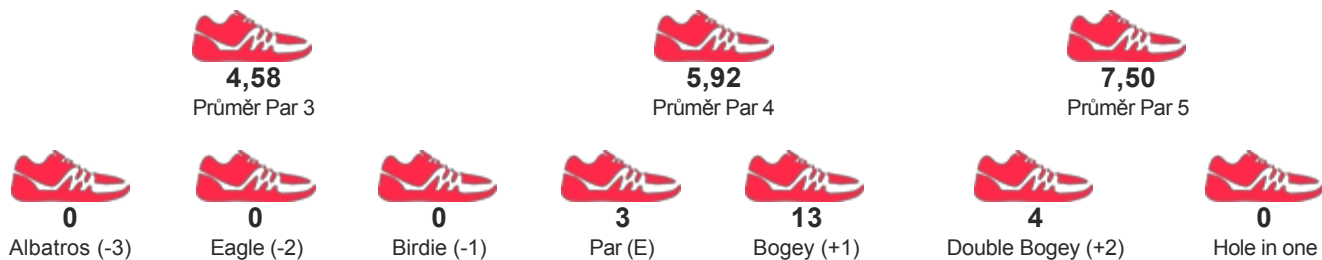 4,58 5,92 7,50
Průměr Par 3 Průměr Par 4 Průměr Par 5
0 0 0 3 13 4 0
Albatros (-3) Eagle (-2) Birdie (-1) Par (E) Bogey (+1) Double Bogey (+2) Hole in one